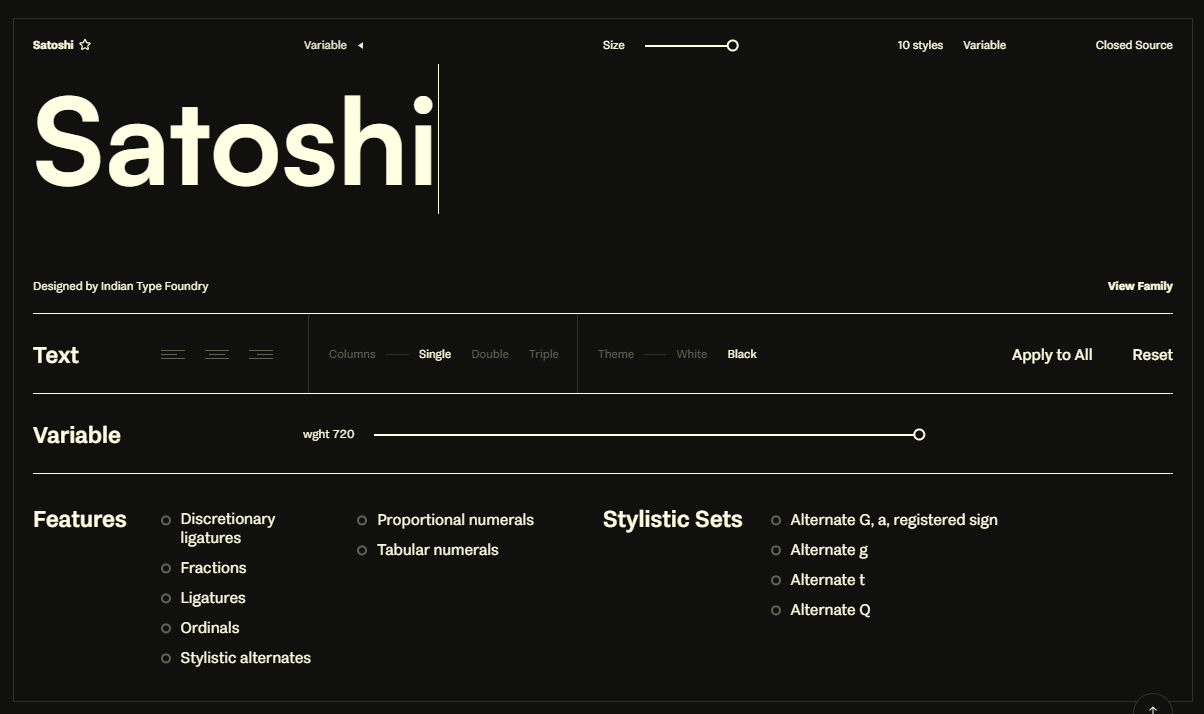 Satoshi
Variable
Size
10 styles
Variable
Closed Source
Satoshi
Designed by Indian Type Foundry
View Family
Text
Columns
Single
Double
Triple
Theme
White
Black
Apply to All
Reset
Variable
wght 720
Features
Discretionary
ligatures
Fractions
Ligatures
Ordinals
Stylistic alternates
Proportional numerals
Tabular numerals
Stylistic Sets
Alternate G, a, registered sign
Alternate g
Alternate t
Alternate Q